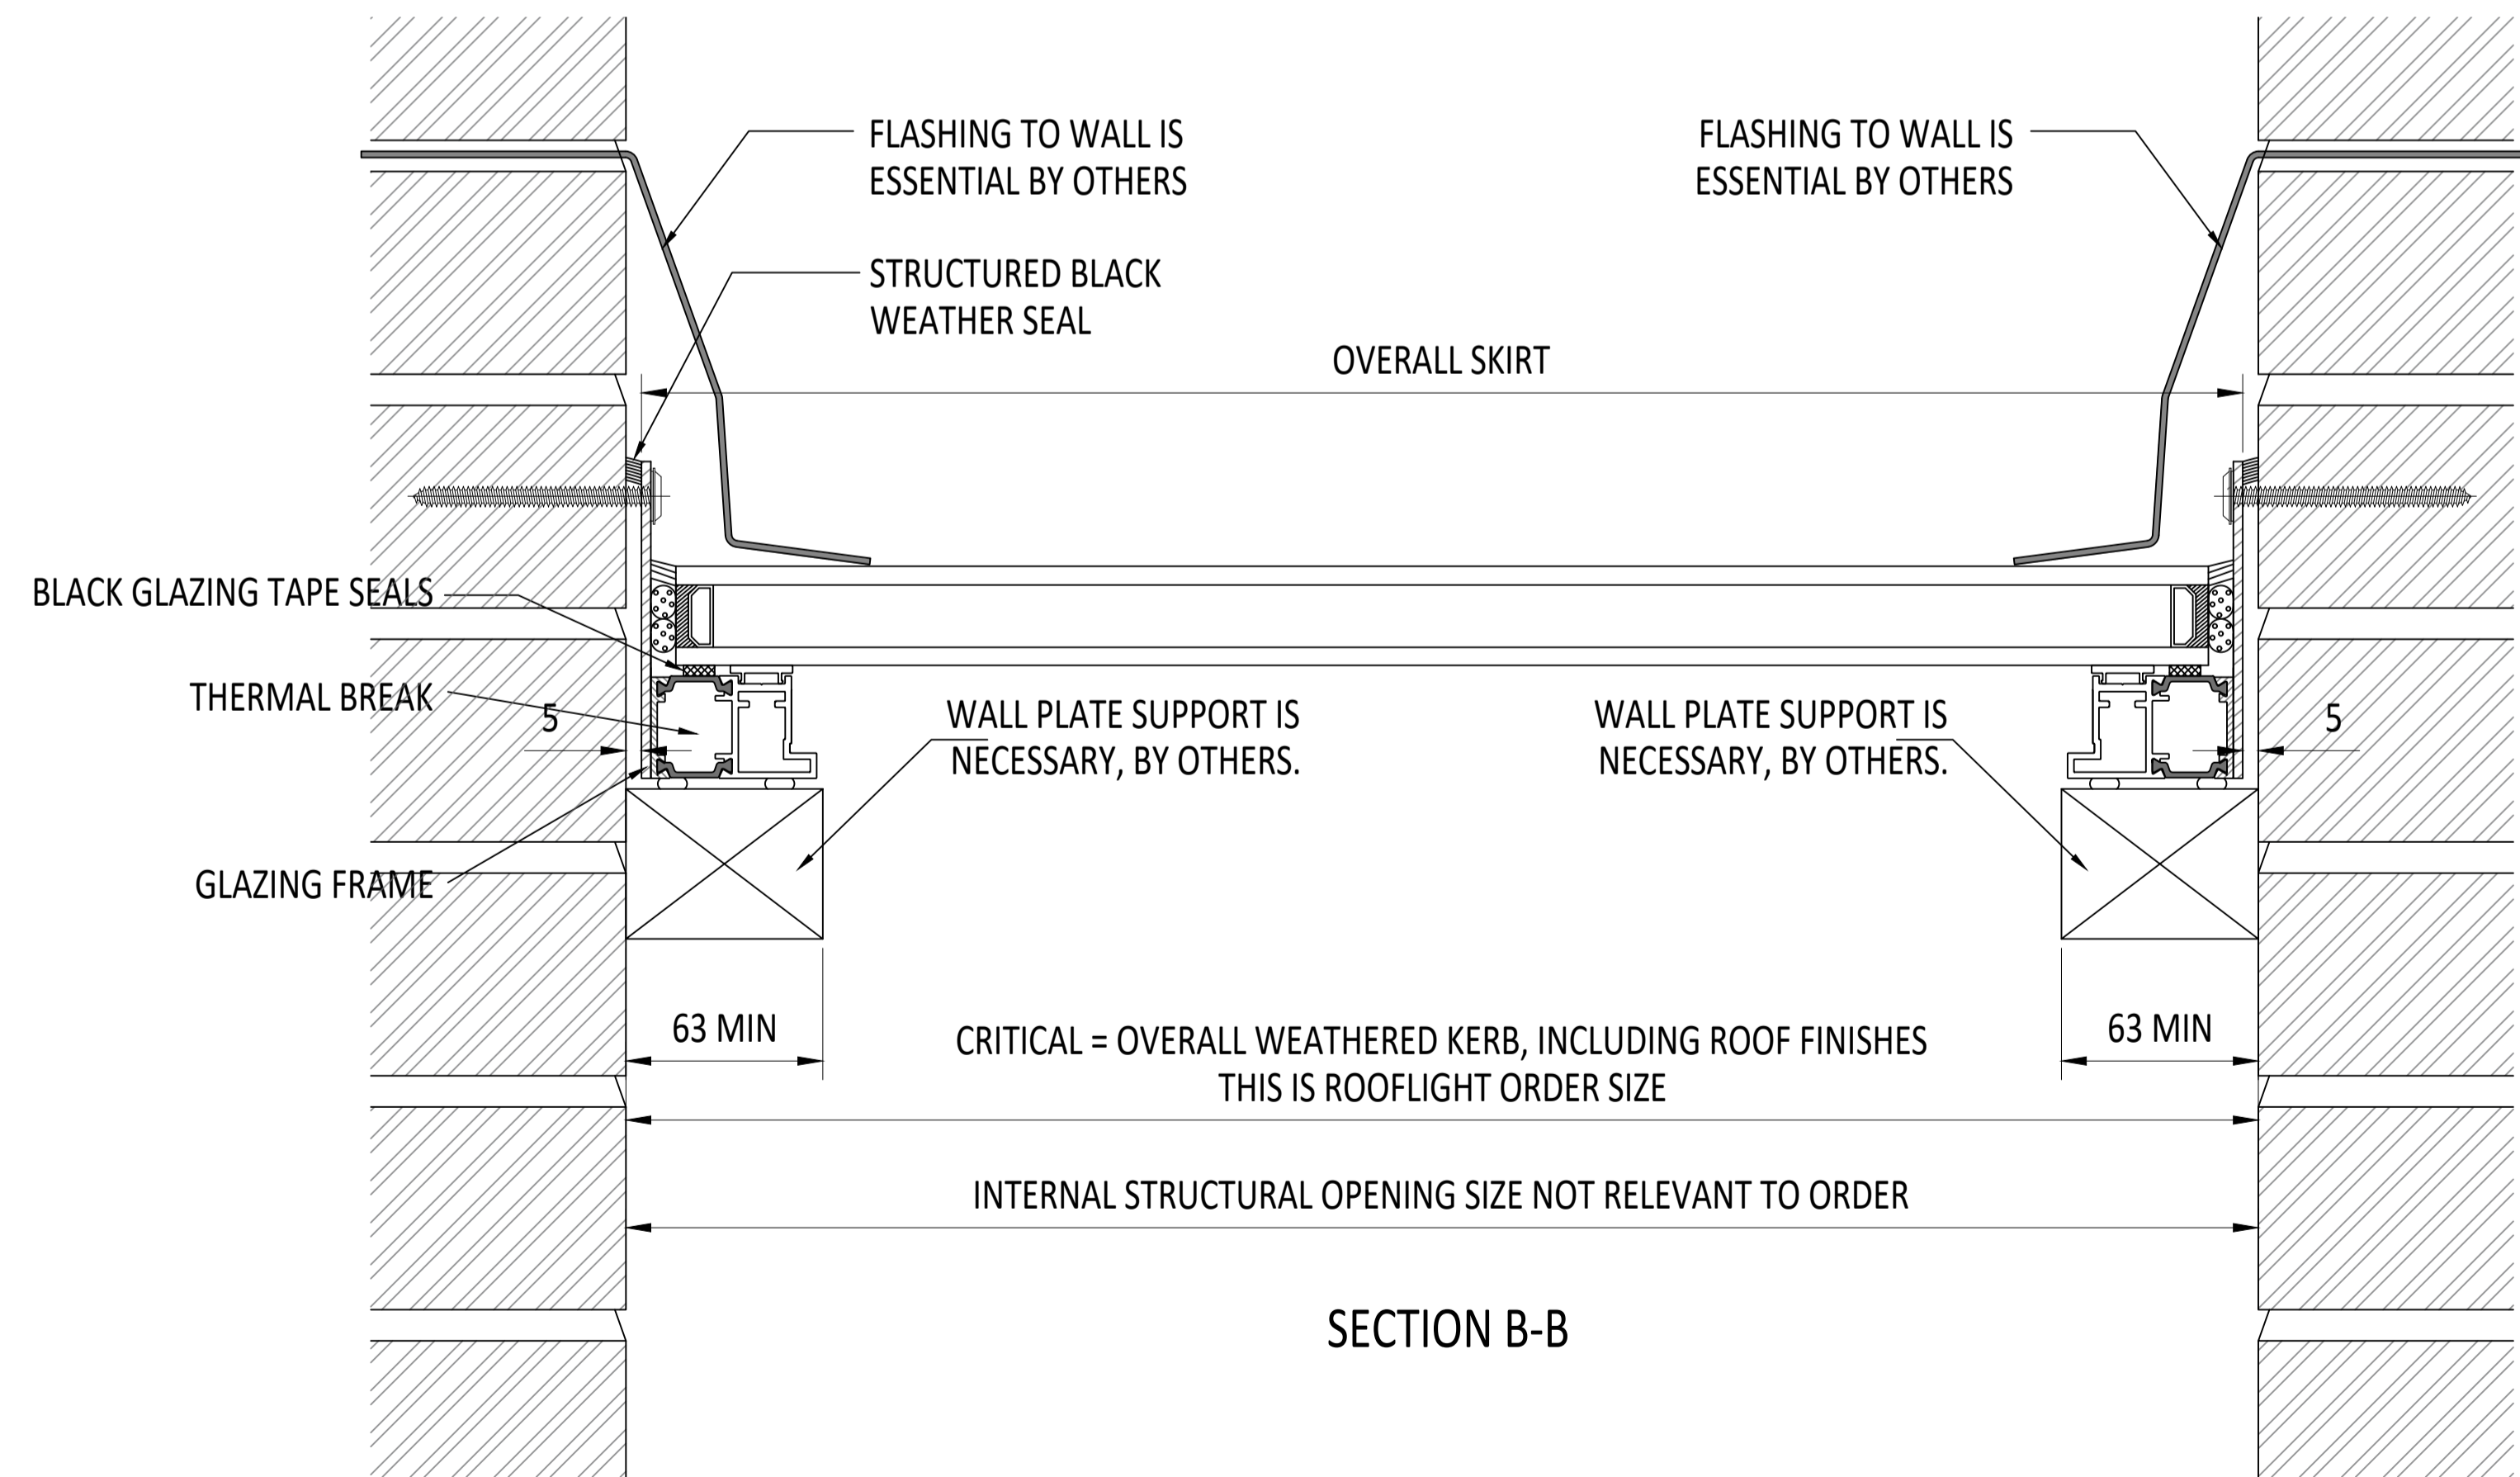 FLASHING TO WALL IS
ESSENTIAL BY OTHERS
FLASHING TO WALL IS
ESSENTIAL BY OTHERS
STRUCTURED BLACK
WEATHER SEAL
OVERALL SKIRT
BLACK GLAZING TAPE SEALS
THERMAL BREAK
5
WALL PLATE SUPPORT IS
NECESSARY, BY OTHERS.
WALL PLATE SUPPORT IS
NECESSARY, BY OTHERS.
5
GLAZING FRAME
63 MIN
CRITICAL = OVERALL WEATHERED KERB, INCLUDING ROOF FINISHES
THIS IS ROOFLIGHT ORDER SIZE
63 MIN
INTERNAL STRUCTURAL OPENING SIZE NOT RELEVANT TO ORDER
SECTION B-B